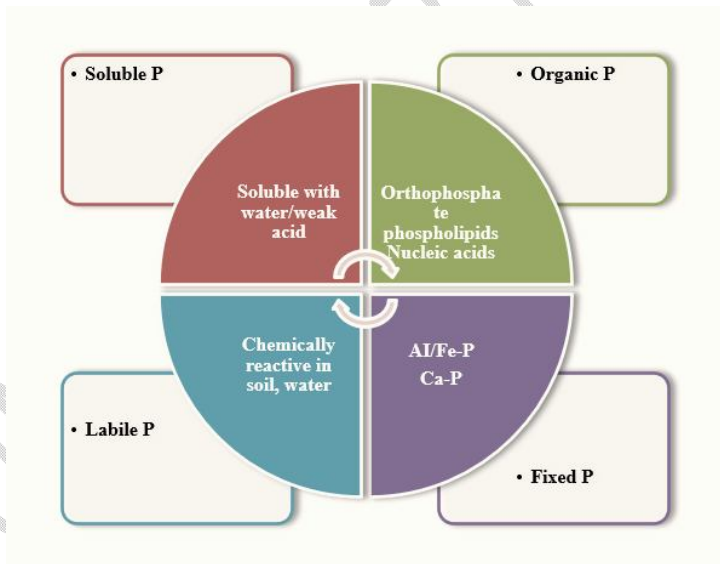 • Soluble P
• Organic P
Soluble with
water/weak
acid
Orthophospha
te
phospholipids
Nucleic acids
Chemically
reactive in
soil, water
AI/Fe-P
Ca-P
• Labile P
• Fixed P